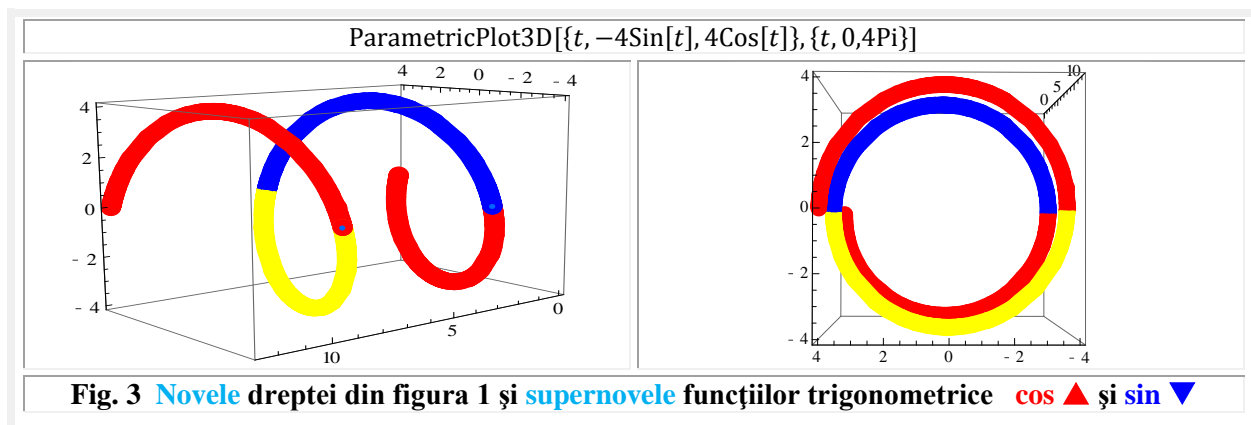 ParametricPlot3D[{t, −4Sin[t], 4Cos[t]}, {t, 0,4Pi}]
4 2 0 - 2 - 4
4
2
0
- 2
- 4
10 5 0
4
2
0
- 2
- 4
10
5
0
4 2 0 - 2 - 4
Fig. 3 Novele dreptei din figura 1 şi supernovele funcţiilor trigonometrice cos ▲ şi sin ▼